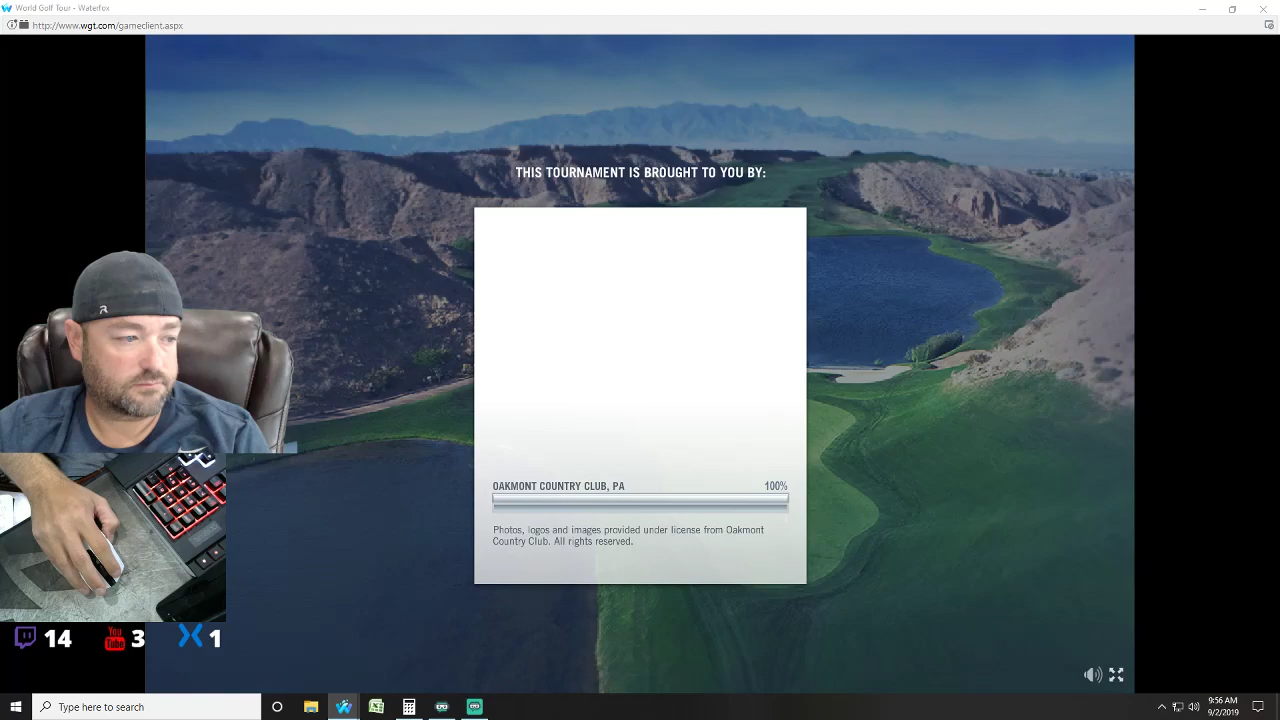 World Golf Tour - Waterfox
http://www.wgt.com/gameclient.aspx
THIS TOURNAMENT IS BROUGHT TO YOU BY:
OAKMONT COUNTRY CLUB, PA 100%
Photos, logos and images provided under license from Oakmont
Country Club. All rights reserved.
14 You Tube 3 1
Type here to search
9:56 AM
9/2/2019